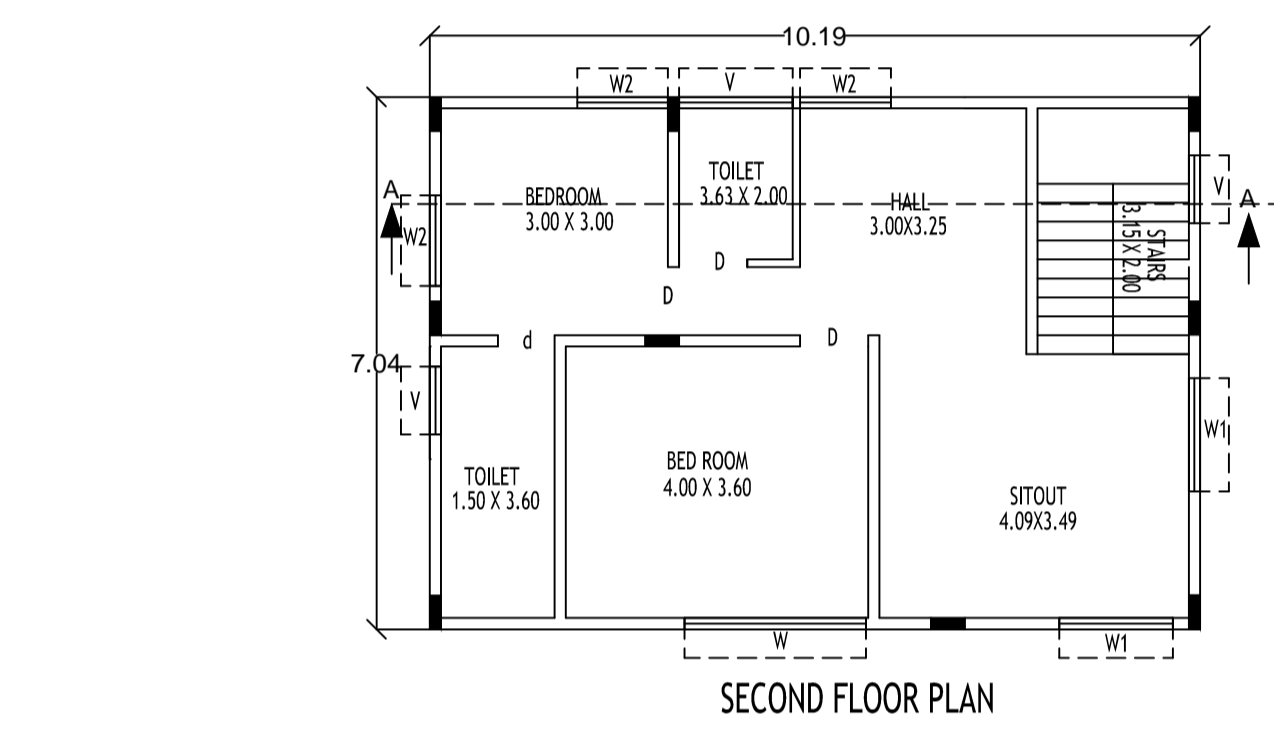 10.19
W2
V
W2
A
BEDROOM
3.00 X 3.00
TOILET
3.63 X 2.00
HALL
3.00X3.25
STAIRS
3.15 X 2.00
V
A
W2
D
D
d
D
7.04
V
TOILET
1.50 X 3.60
BED ROOM
4.00 X 3.60
W1
SITOUT
4.09X3.49
W
W1
SECOND FLOOR PLAN